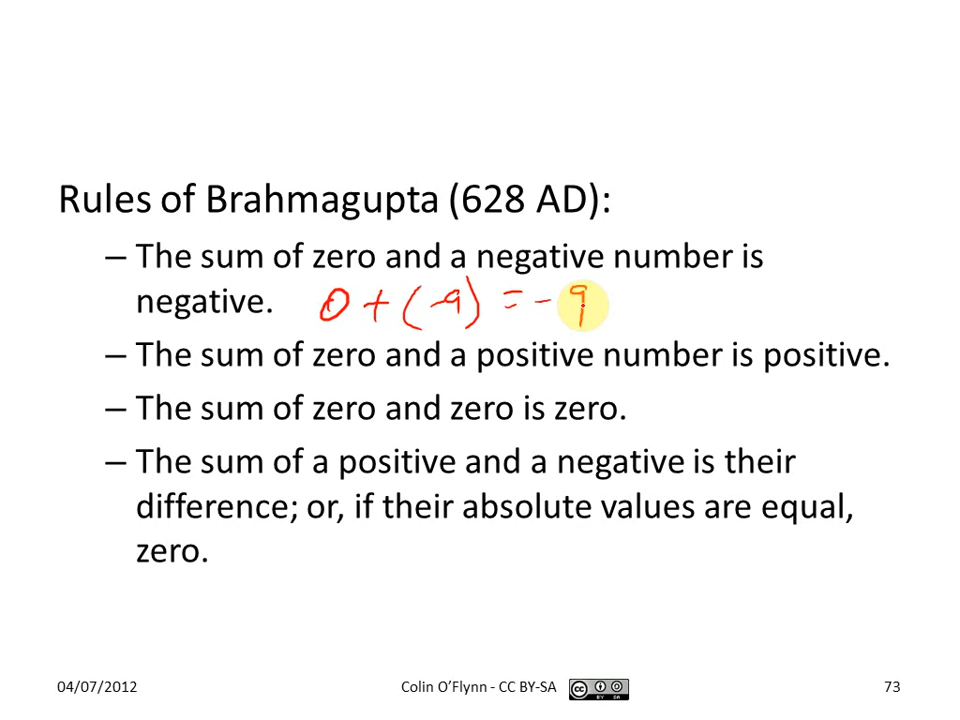 Rules of Brahmagupta (628 AD):
– The sum of zero and a negative number is
negative. 0 + (-9) = - 9
– The sum of zero and a positive number is positive.
– The sum of zero and zero is zero.
– The sum of a positive and a negative is their
difference; or, if their absolute values are equal,
zero.
04/07/2012 Colin O’Flynn - CC BY-SA cc BY SA 73